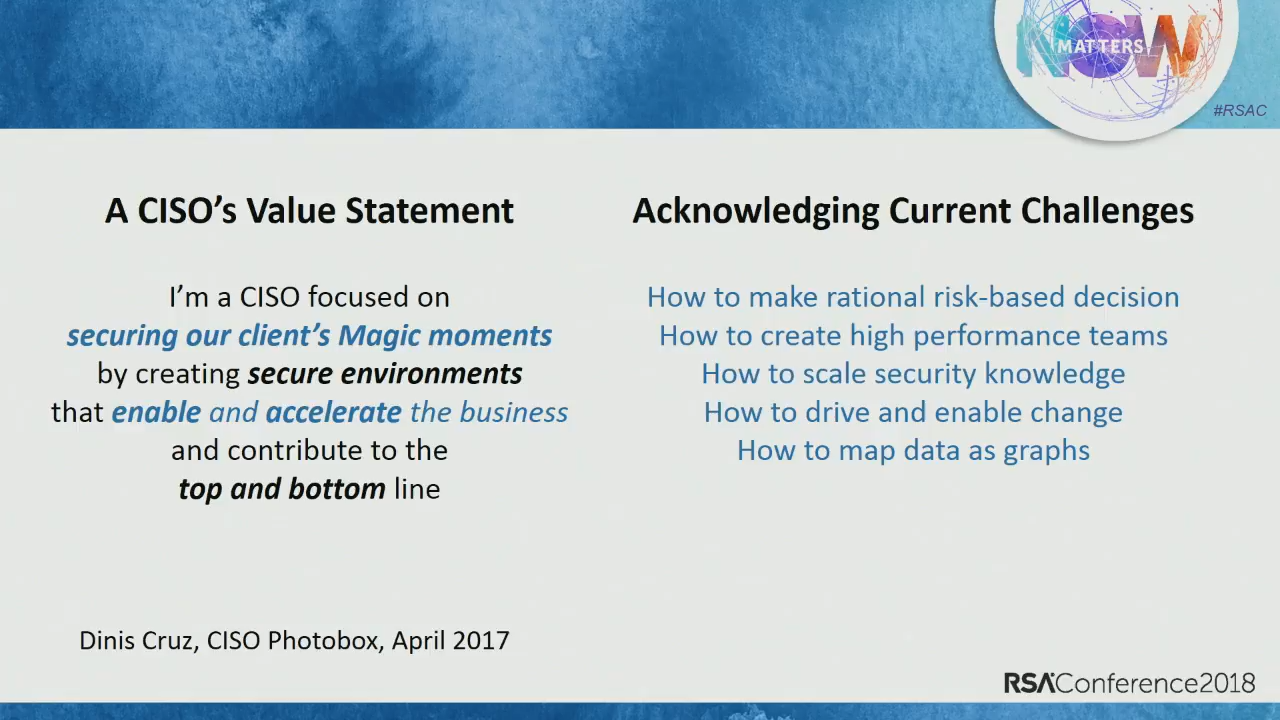 NOW
MATTERS
#RSAC
A CISO’s Value Statement
I’m a CISO focused on
securing our client’s Magic moments
by creating secure environments
that enable and accelerate the business
and contribute to the
top and bottom line
Dinis Cruz, CISO Photobox, April 2017
Acknowledging Current Challenges
How to make rational risk-based decision
How to create high performance teams
How to scale security knowledge
How to drive and enable change
How to map data as graphs
RSAConference2018